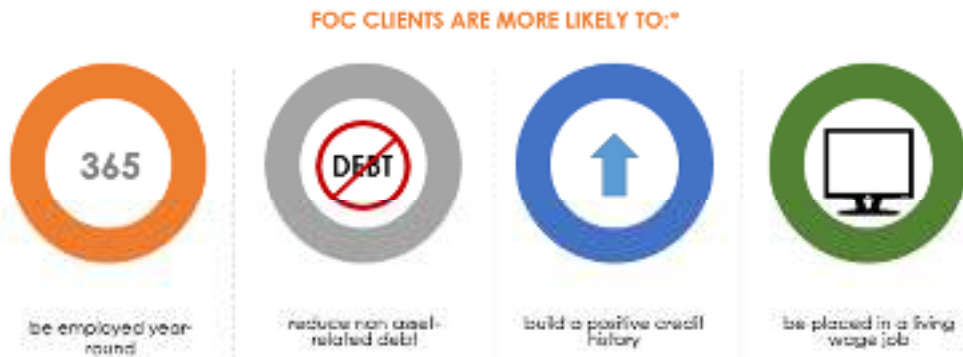 FOC CLIENTS ARE MORE LIKELY TO:*
365
DEBT
be employed year-
round
reduce non asset-
related debt
build a positive credit
history
be placed in a living
wage job